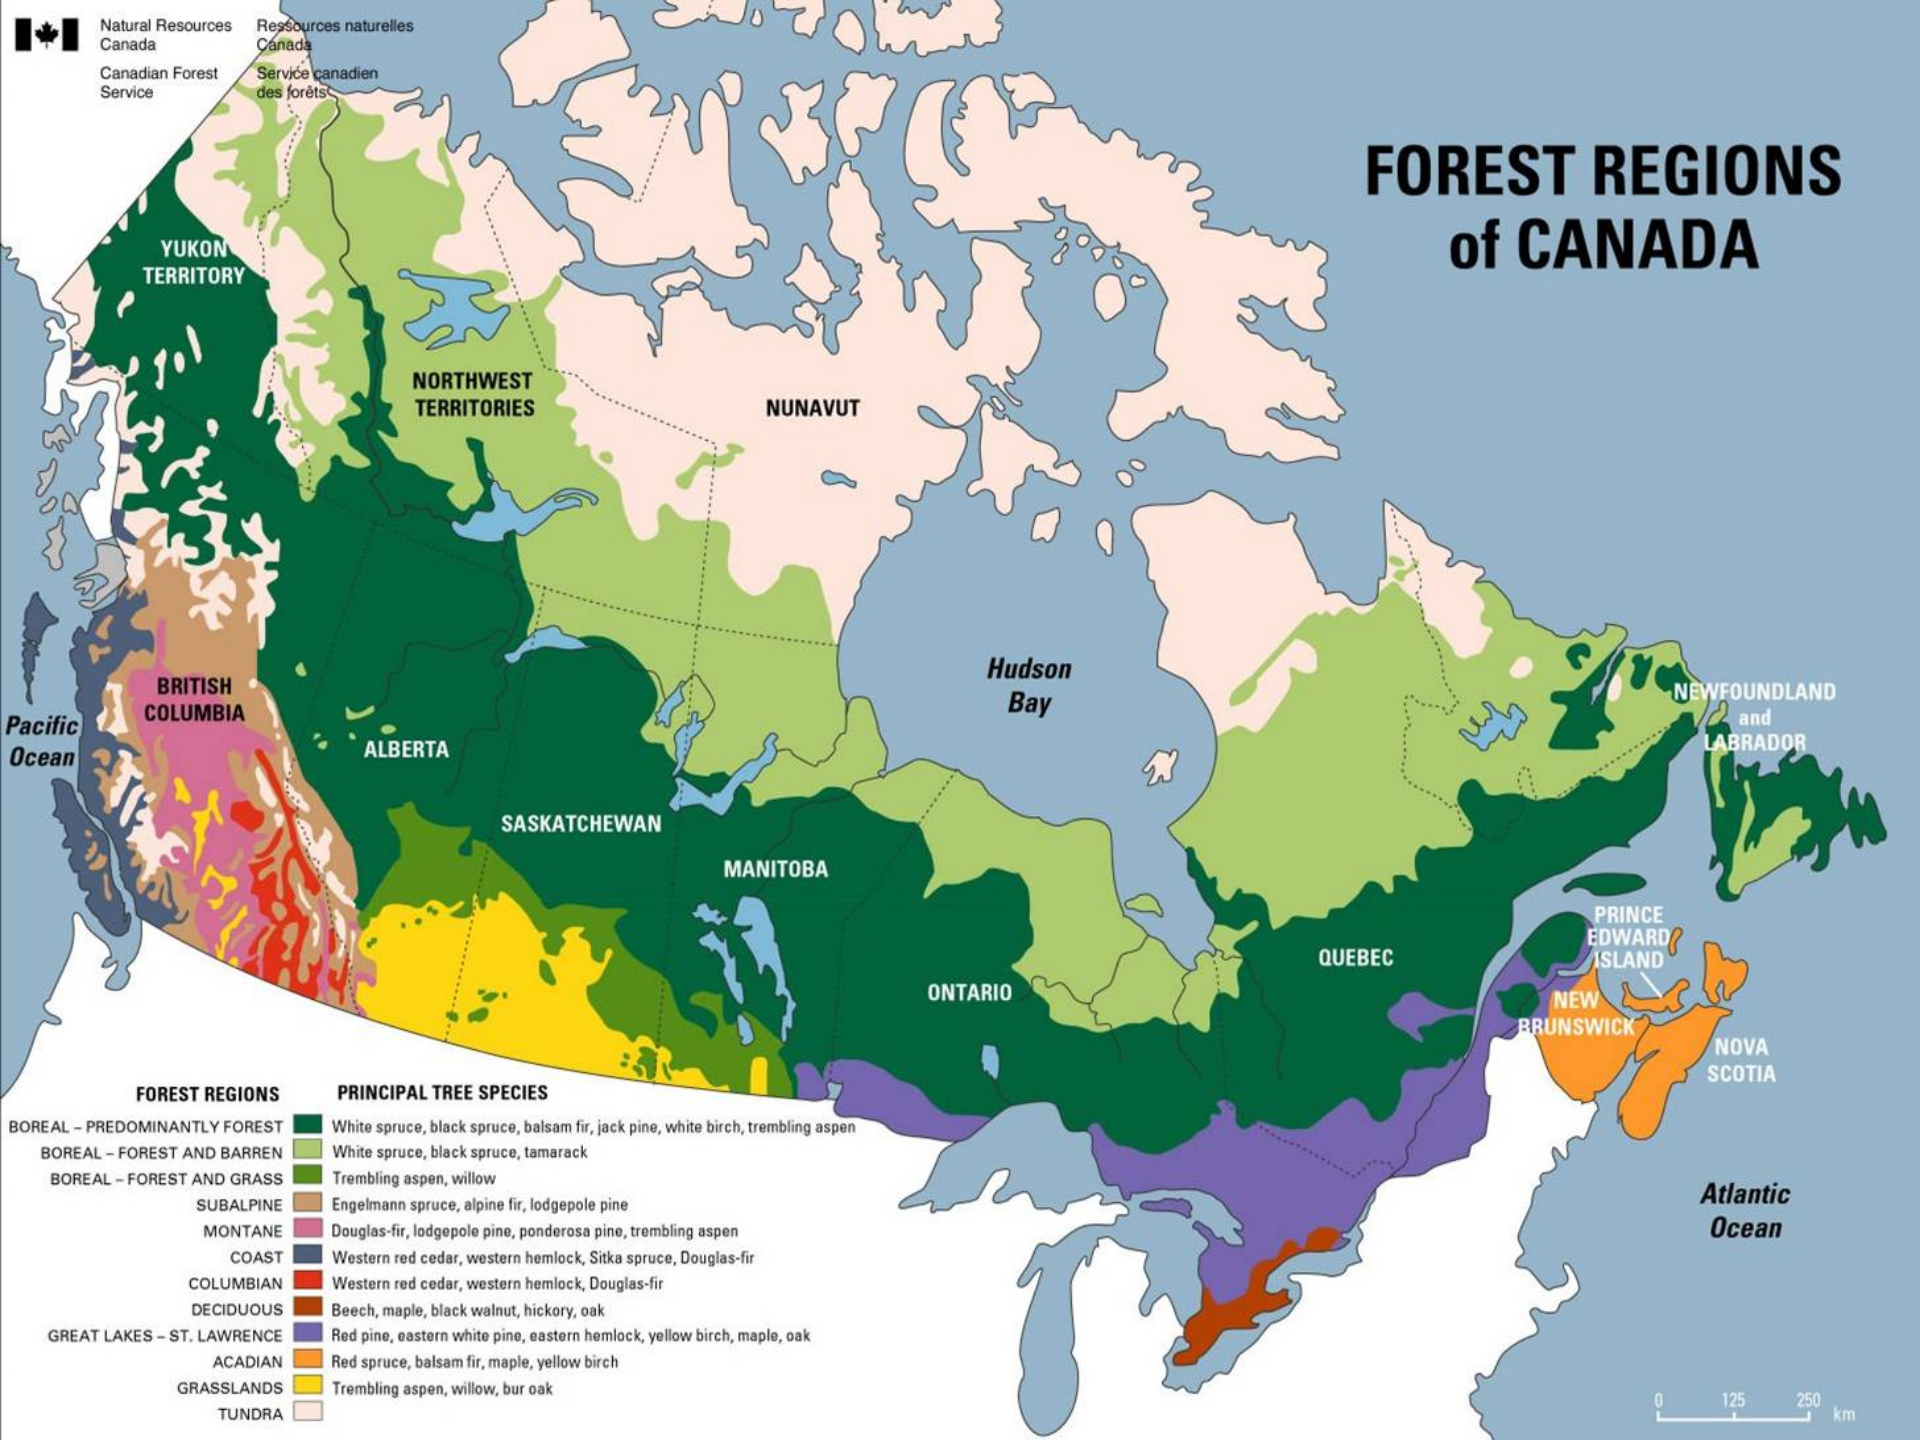 Natural Resources
Canada
Ressources naturelles
Canada
Canadian Forest
Service
Service canadien
des forêts
FOREST REGIONS
of CANADA
YUKON
TERRITORY
NORTHWEST
TERRITORIES
NUNAVUT
Hudson
Bay
BRITISH
COLUMBIA
Pacific
Ocean
ALBERTA
SASKATCHEWAN
MANITOBA
ONTARIO
QUEBEC
NEWFOUNDLAND
and
LABRADOR
PRINCE
EDWARD
ISLAND
NEW
BRUNSWICK
NOVA
SCOTIA
Atlantic
Ocean
FOREST REGIONS PRINCIPAL TREE SPECIES
BOREAL – PREDOMINANTLY FOREST White spruce, black spruce, balsam fir, jack pine, white birch, trembling aspen
BOREAL – FOREST AND BARREN White spruce, black spruce, tamarack
BOREAL – FOREST AND GRASS Trembling aspen, willow
SUBALPINE Engelmann spruce, alpine fir, lodgepole pine
MONTANE Douglas-fir, lodgepole pine, ponderosa pine, trembling aspen
COAST Western red cedar, western hemlock, Sitka spruce, Douglas-fir
COLUMBIAN Western red cedar, western hemlock, Douglas-fir
DECIDUOUS Beech, maple, black walnut, hickory, oak
GREAT LAKES – ST. LAWRENCE Red pine, eastern white pine, eastern hemlock, yellow birch, maple, oak
ACADIAN Red spruce, balsam fir, maple, yellow birch
GRASSLANDS Trembling aspen, willow, bur oak
TUNDRA
0 125 250
km